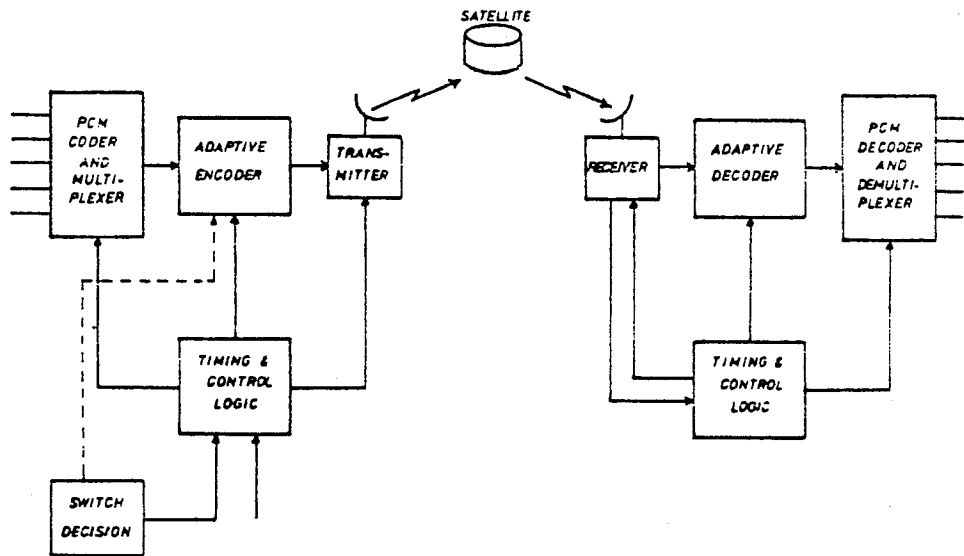 SATELLITE
PCM
CODER
AND
MULTI-
PLEXER
ADAPTIVE
ENCODER
TRANS-
MITTER
RECEIVER
ADAPTIVE
DECODER
PCM
DECODER
AND
DEMULTI-
PLEXER
TIMING &
CONTROL
LOGIC
TIMING &
CONTROL
LOGIC
SWITCH
DECISION